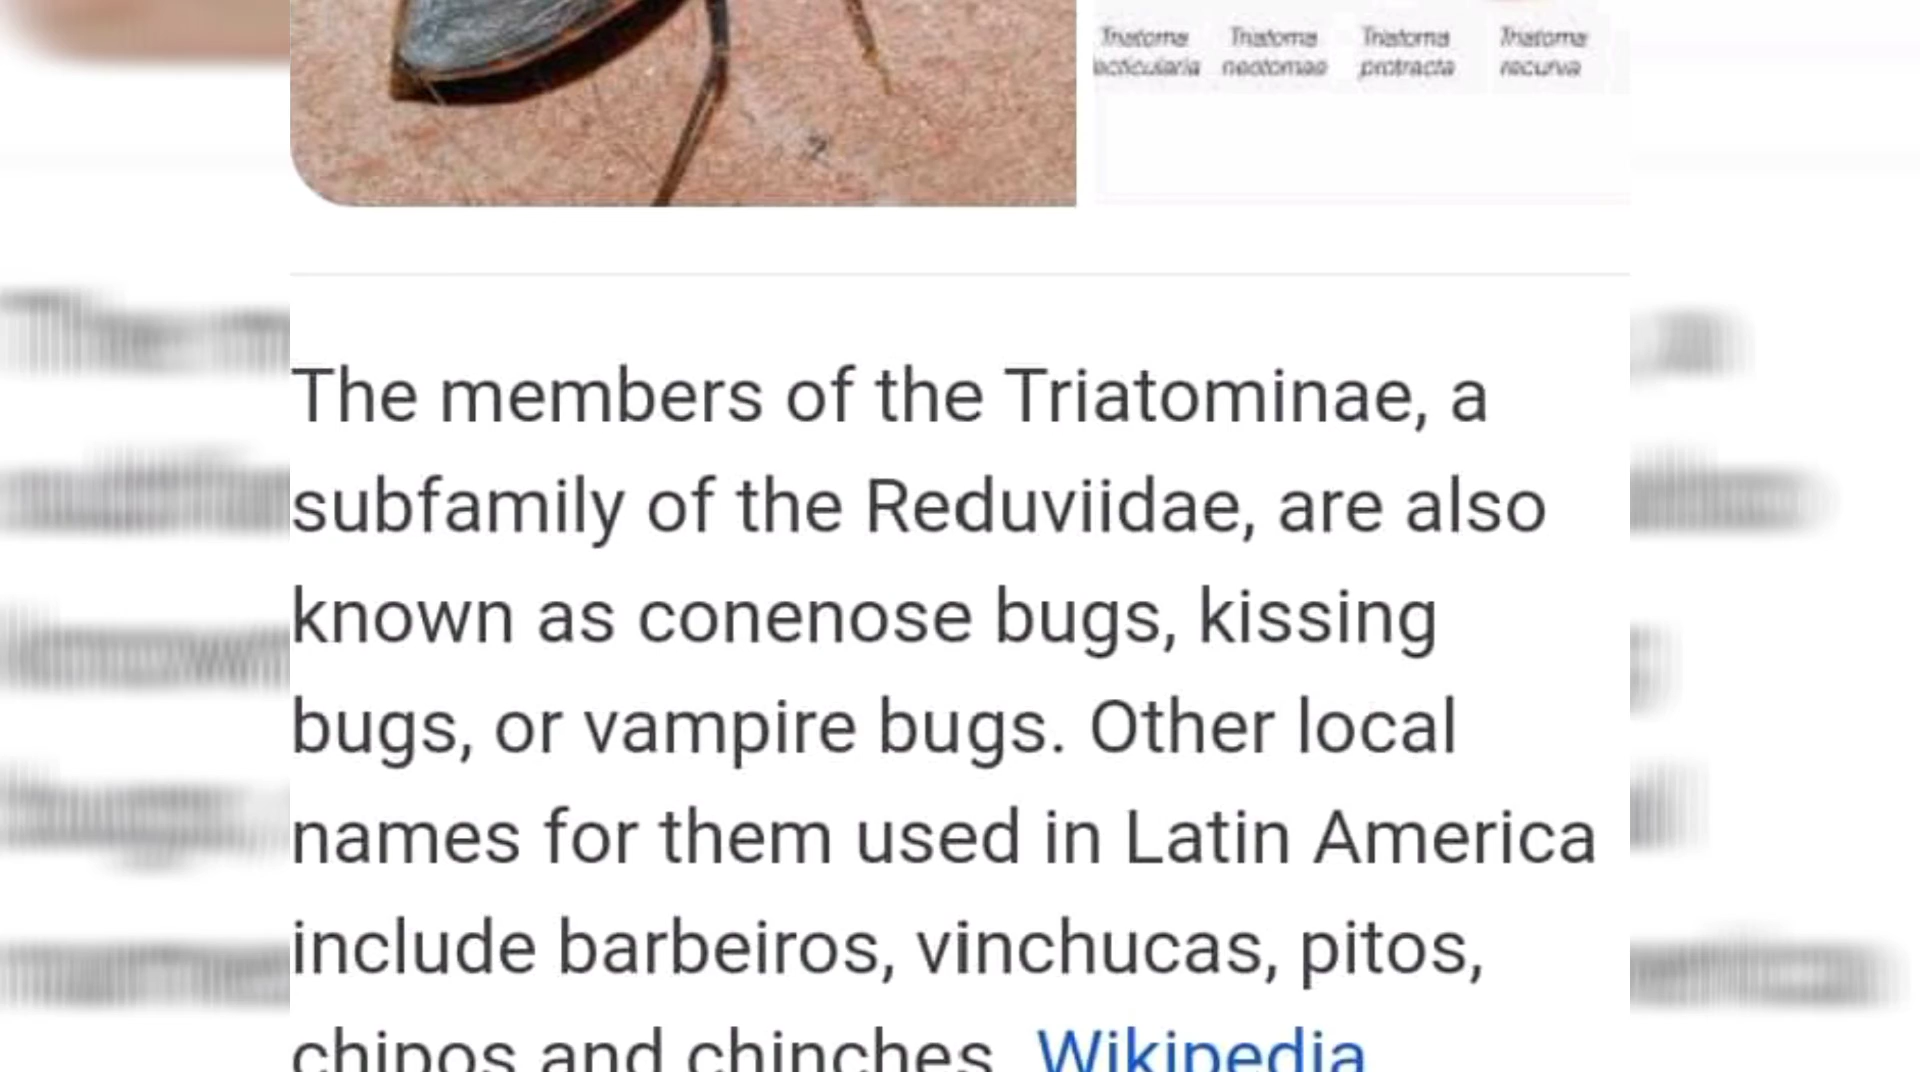 Triatoma Triatoma Triatoma Triatoma
lecticularia neotomae protracta recurva
The members of the Triatominae, a
subfamily of the Reduviidae, are also
known as conenose bugs, kissing
bugs, or vampire bugs. Other local
names for them used in Latin America
include barbeiros, vinchucas, pitos,
chipos and chinches. Wikipedia